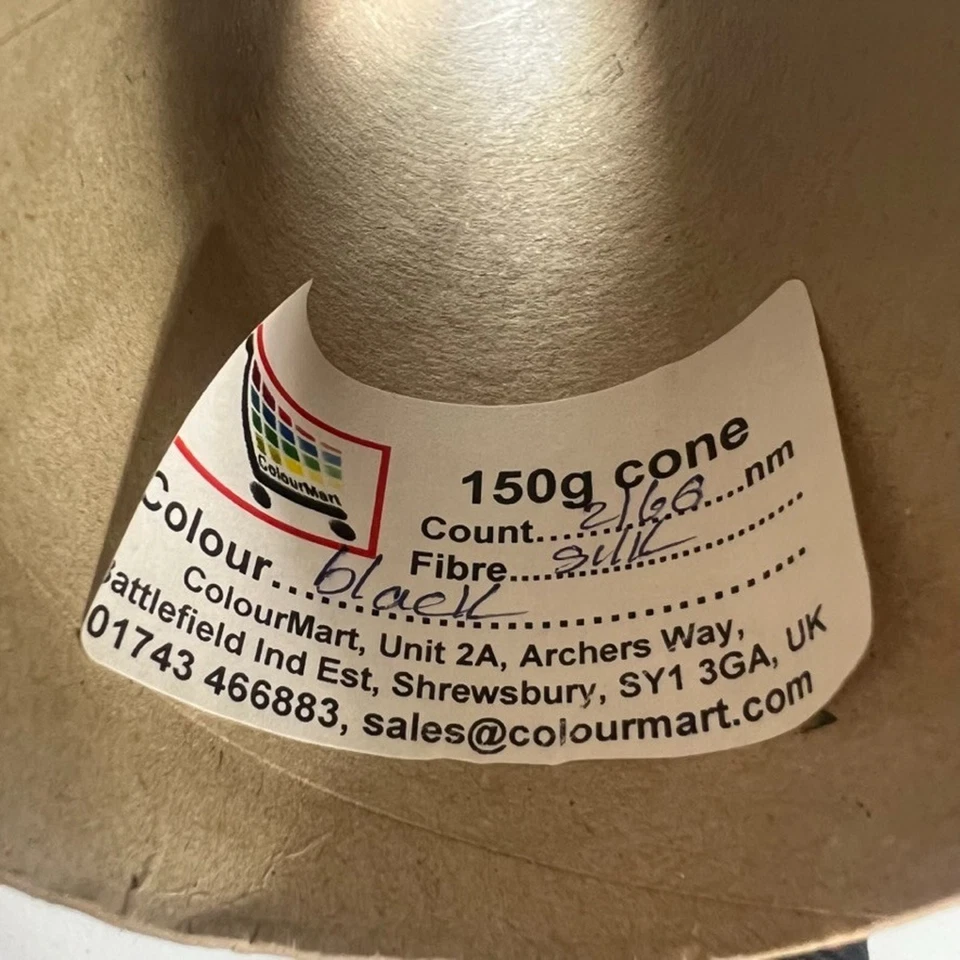 ColourMart
150g cone
Count....2/60....nm
Fibre....silk....
Colour....black....
ColourMart, Unit 2A, Archers Way,
Battlefield Ind Est, Shrewsbury, SY1 3GA, UK
01743 466883, sales@colourmart.com